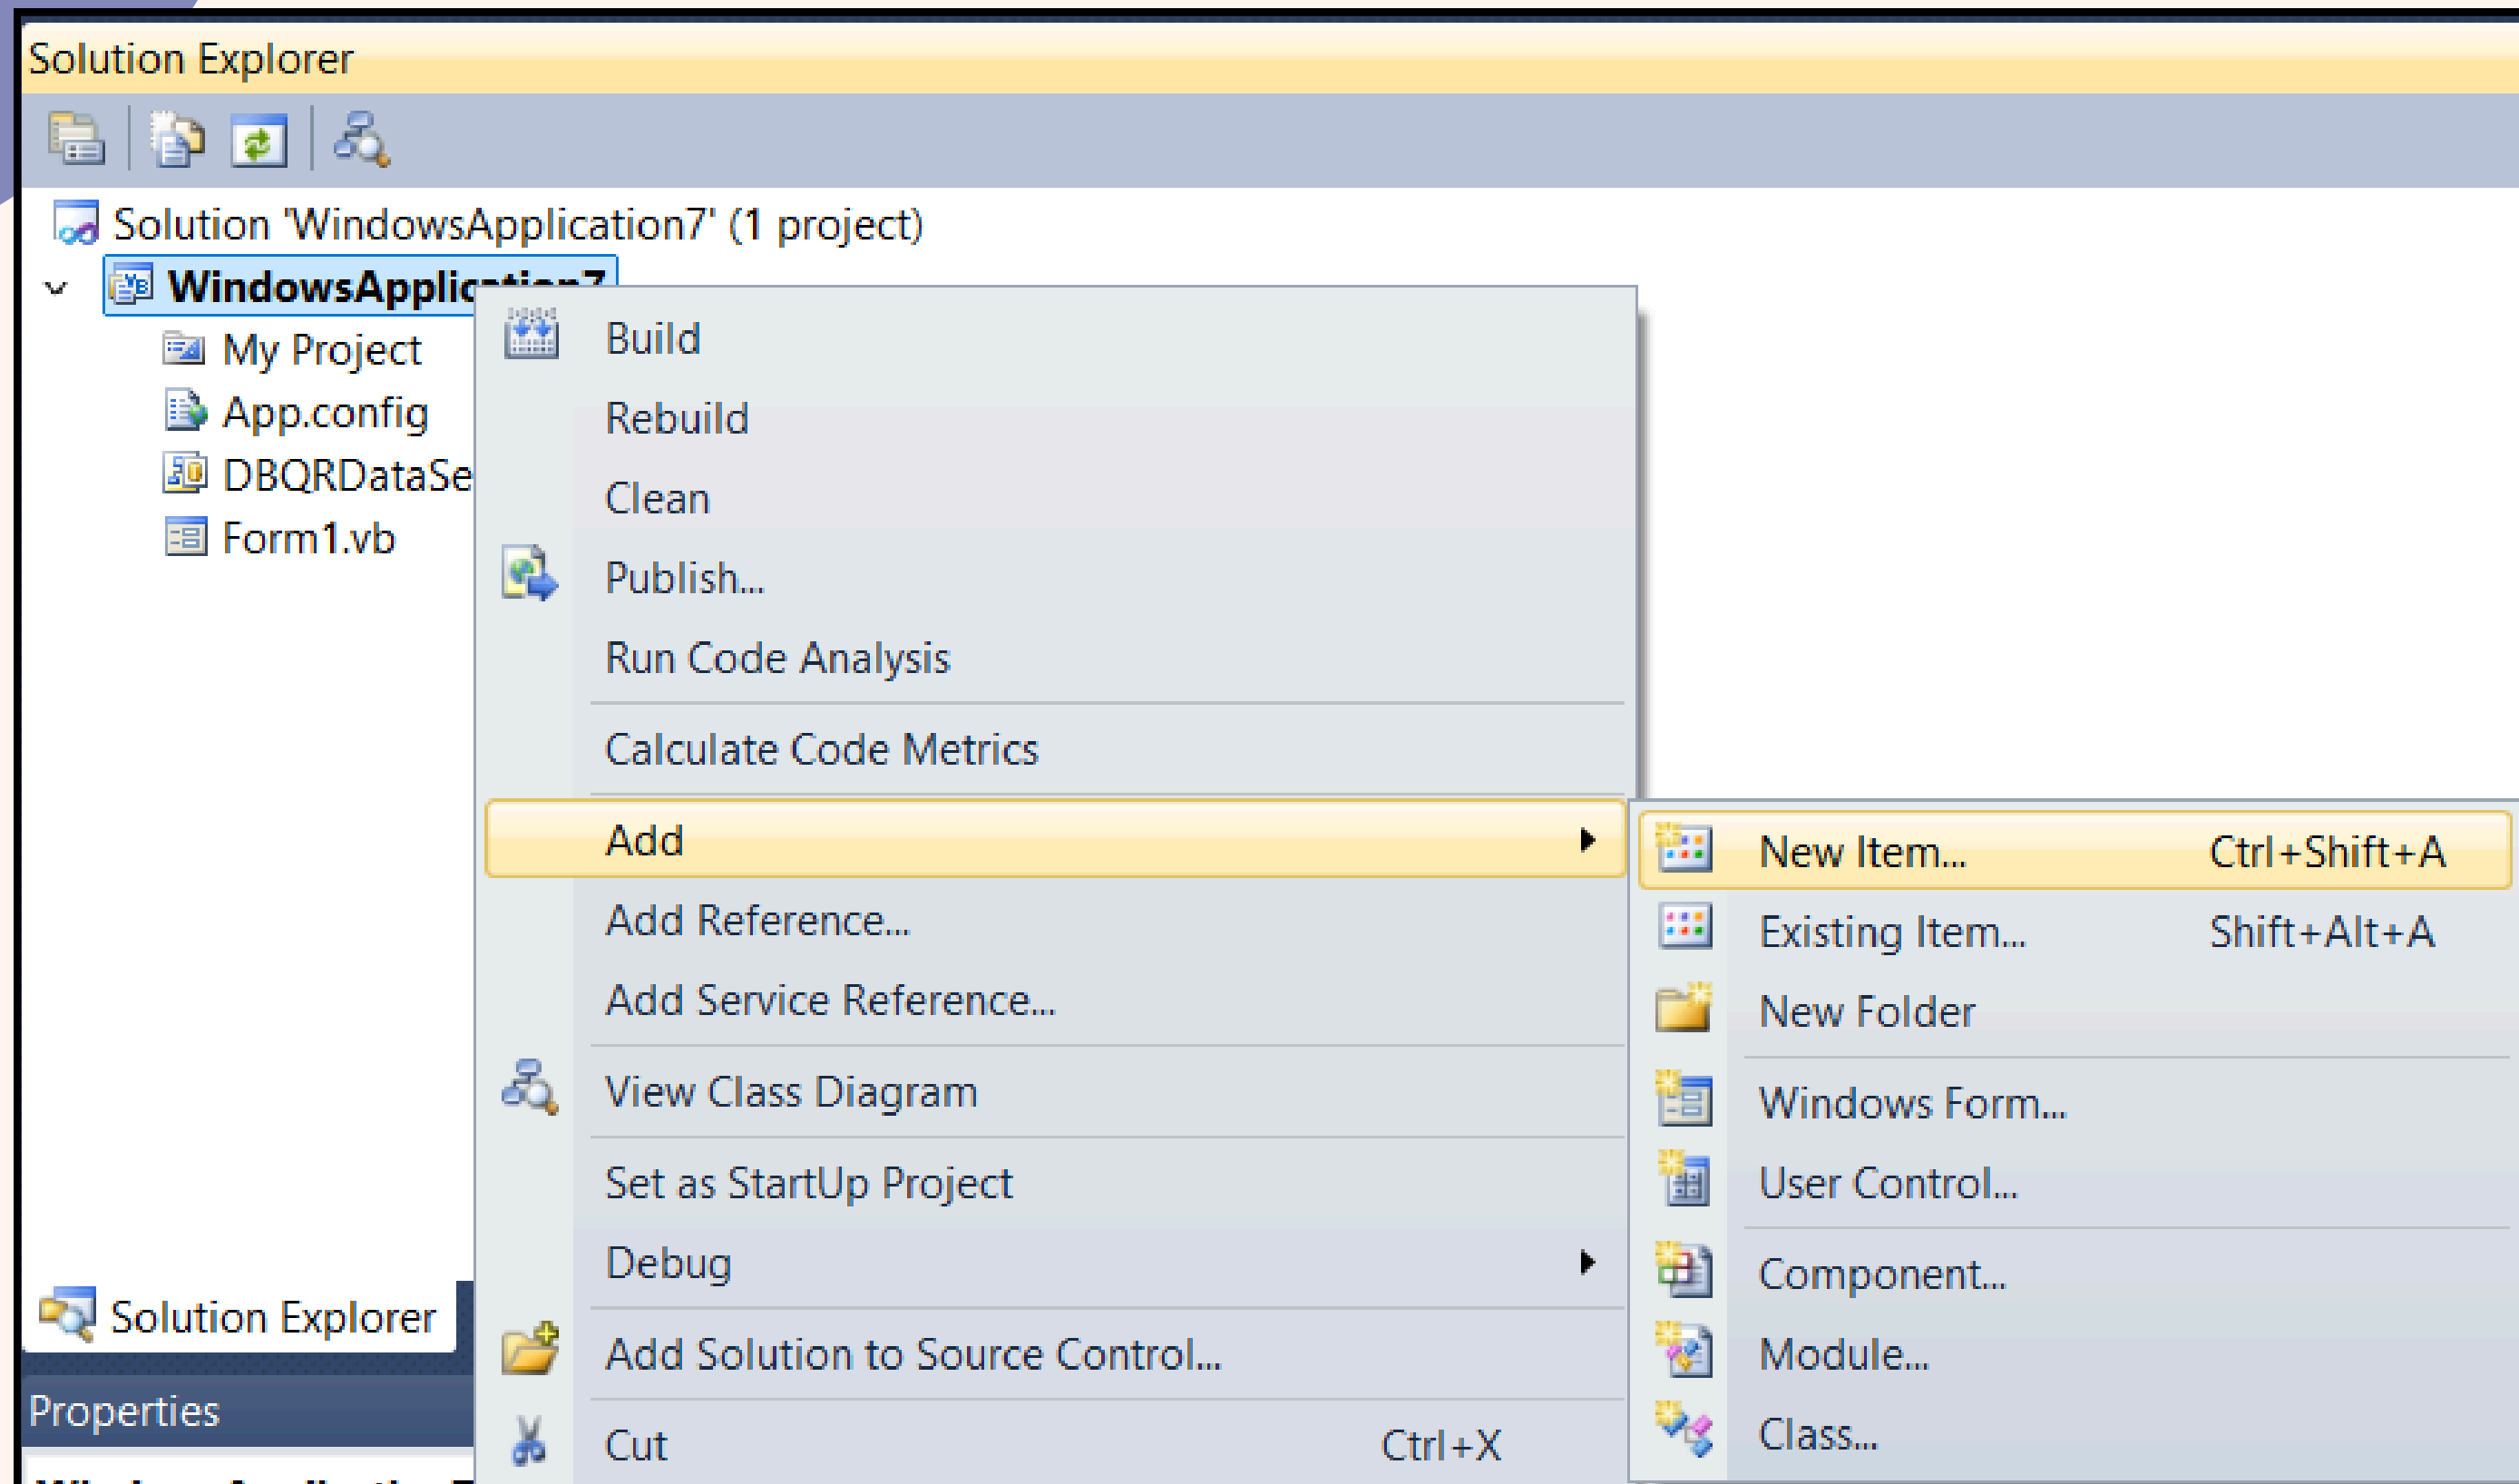 Solution Explorer
Solution 'WindowsApplication7' (1 project)
WindowsApplication7
My Project
App.config
DBQRDataSe
Form1.vb
Build
Rebuild
Clean
Publish...
Run Code Analysis
Calculate Code Metrics
Add
Add Reference...
Add Service Reference...
View Class Diagram
Set as StartUp Project
Debug
Add Solution to Source Control...
Cut Ctrl+X
New Item... Ctrl+Shift+A
Existing Item... Shift+Alt+A
New Folder
Windows Form...
User Control...
Component...
Module...
Class...
Solution Explorer
Properties